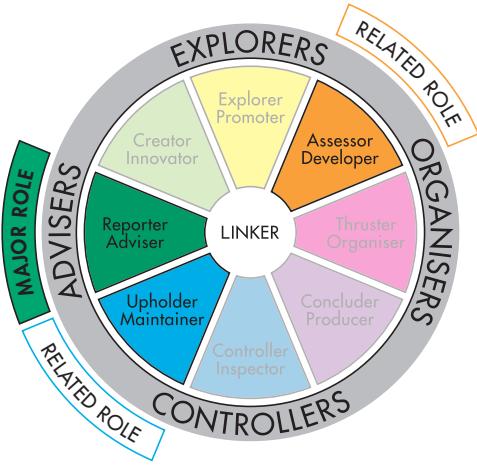 EXPLORERS
RELATED ROLE
Explorer
Promoter
Creator
Innovator
Assessor
Developer
ORGANISERS
ADVISERS
MAJOR ROLE
Reporter
Adviser
LINKER
Thruster
Organiser
Upholder
Maintainer
Concluder
Producer
Controller
Inspector
RELATED ROLE
CONTROLLERS